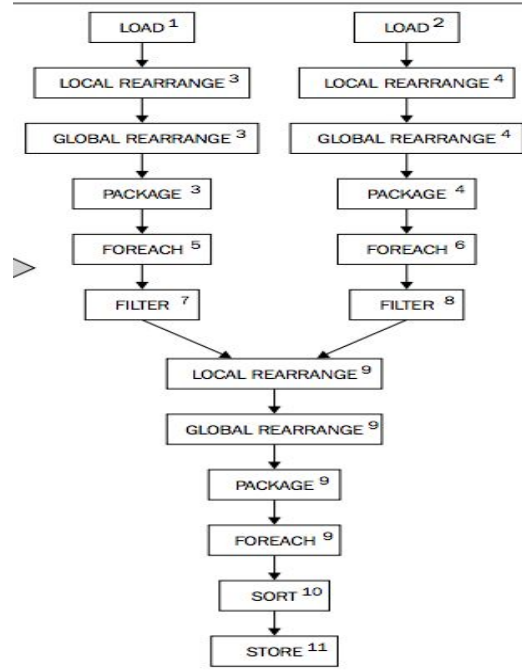 LOAD 1 LOAD 2
LOCAL REARRANGE 3 LOCAL REARRANGE 4
GLOBAL REARRANGE 3 GLOBAL REARRANGE 4
PACKAGE 3 PACKAGE 4
FOREACH 5 FOREACH 6
FILTER 7 FILTER 8
LOCAL REARRANGE 9
GLOBAL REARRANGE 9
PACKAGE 9
FOREACH 9
SORT 10
STORE 11